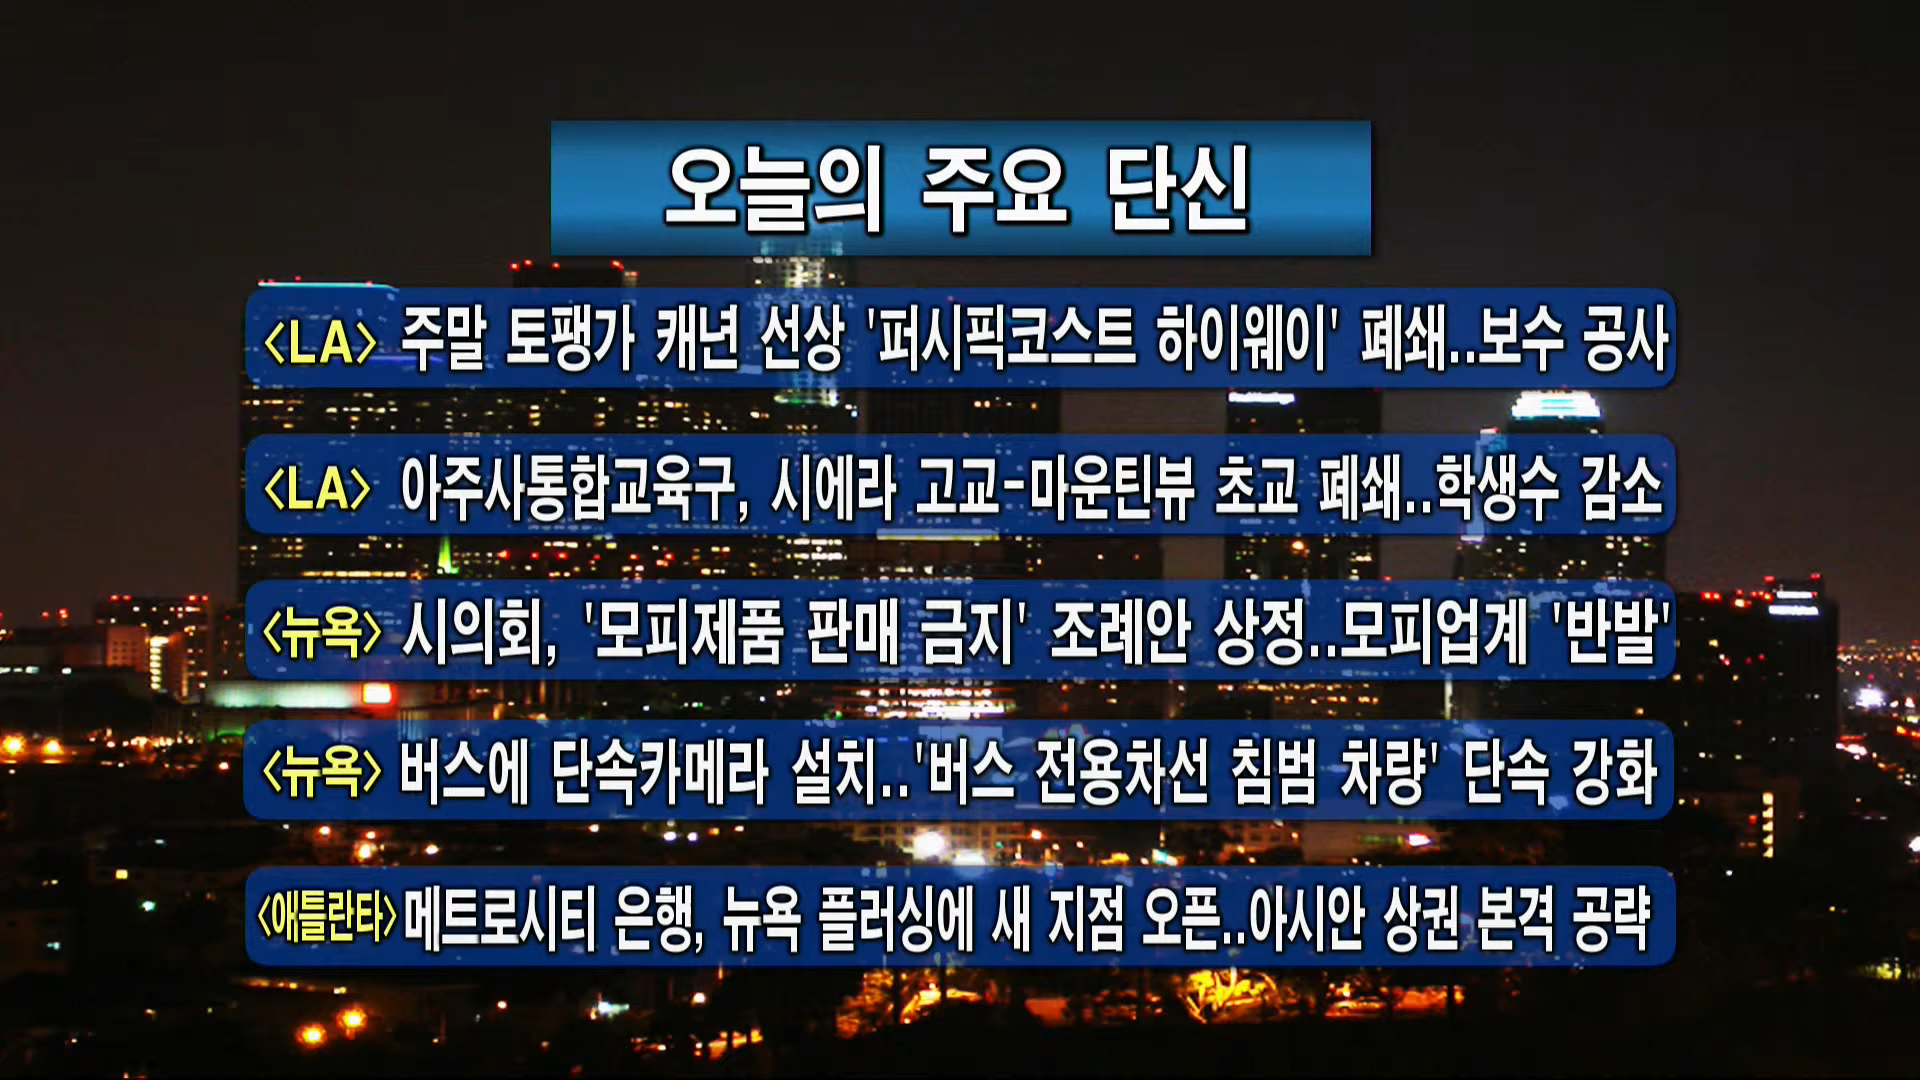 오늘의 주요 단신
<LA> 주말 토팽가 캐년 선상 '퍼시픽코스트 하이웨이' 폐쇄..보수 공사
<LA> 아주사통합교육구, 시에라 고교-마운틴뷰 초교 폐쇄..학생수 감소
<뉴욕> 시의회, '모피제품 판매 금지' 조례안 상정..모피업계 '반발'
<뉴욕> 버스에 단속카메라 설치..'버스 전용차선 침범 차량' 단속 강화
<애틀란타> 메트로시티 은행, 뉴욕 플러싱에 새 지점 오픈..아시안 상권 본격 공략